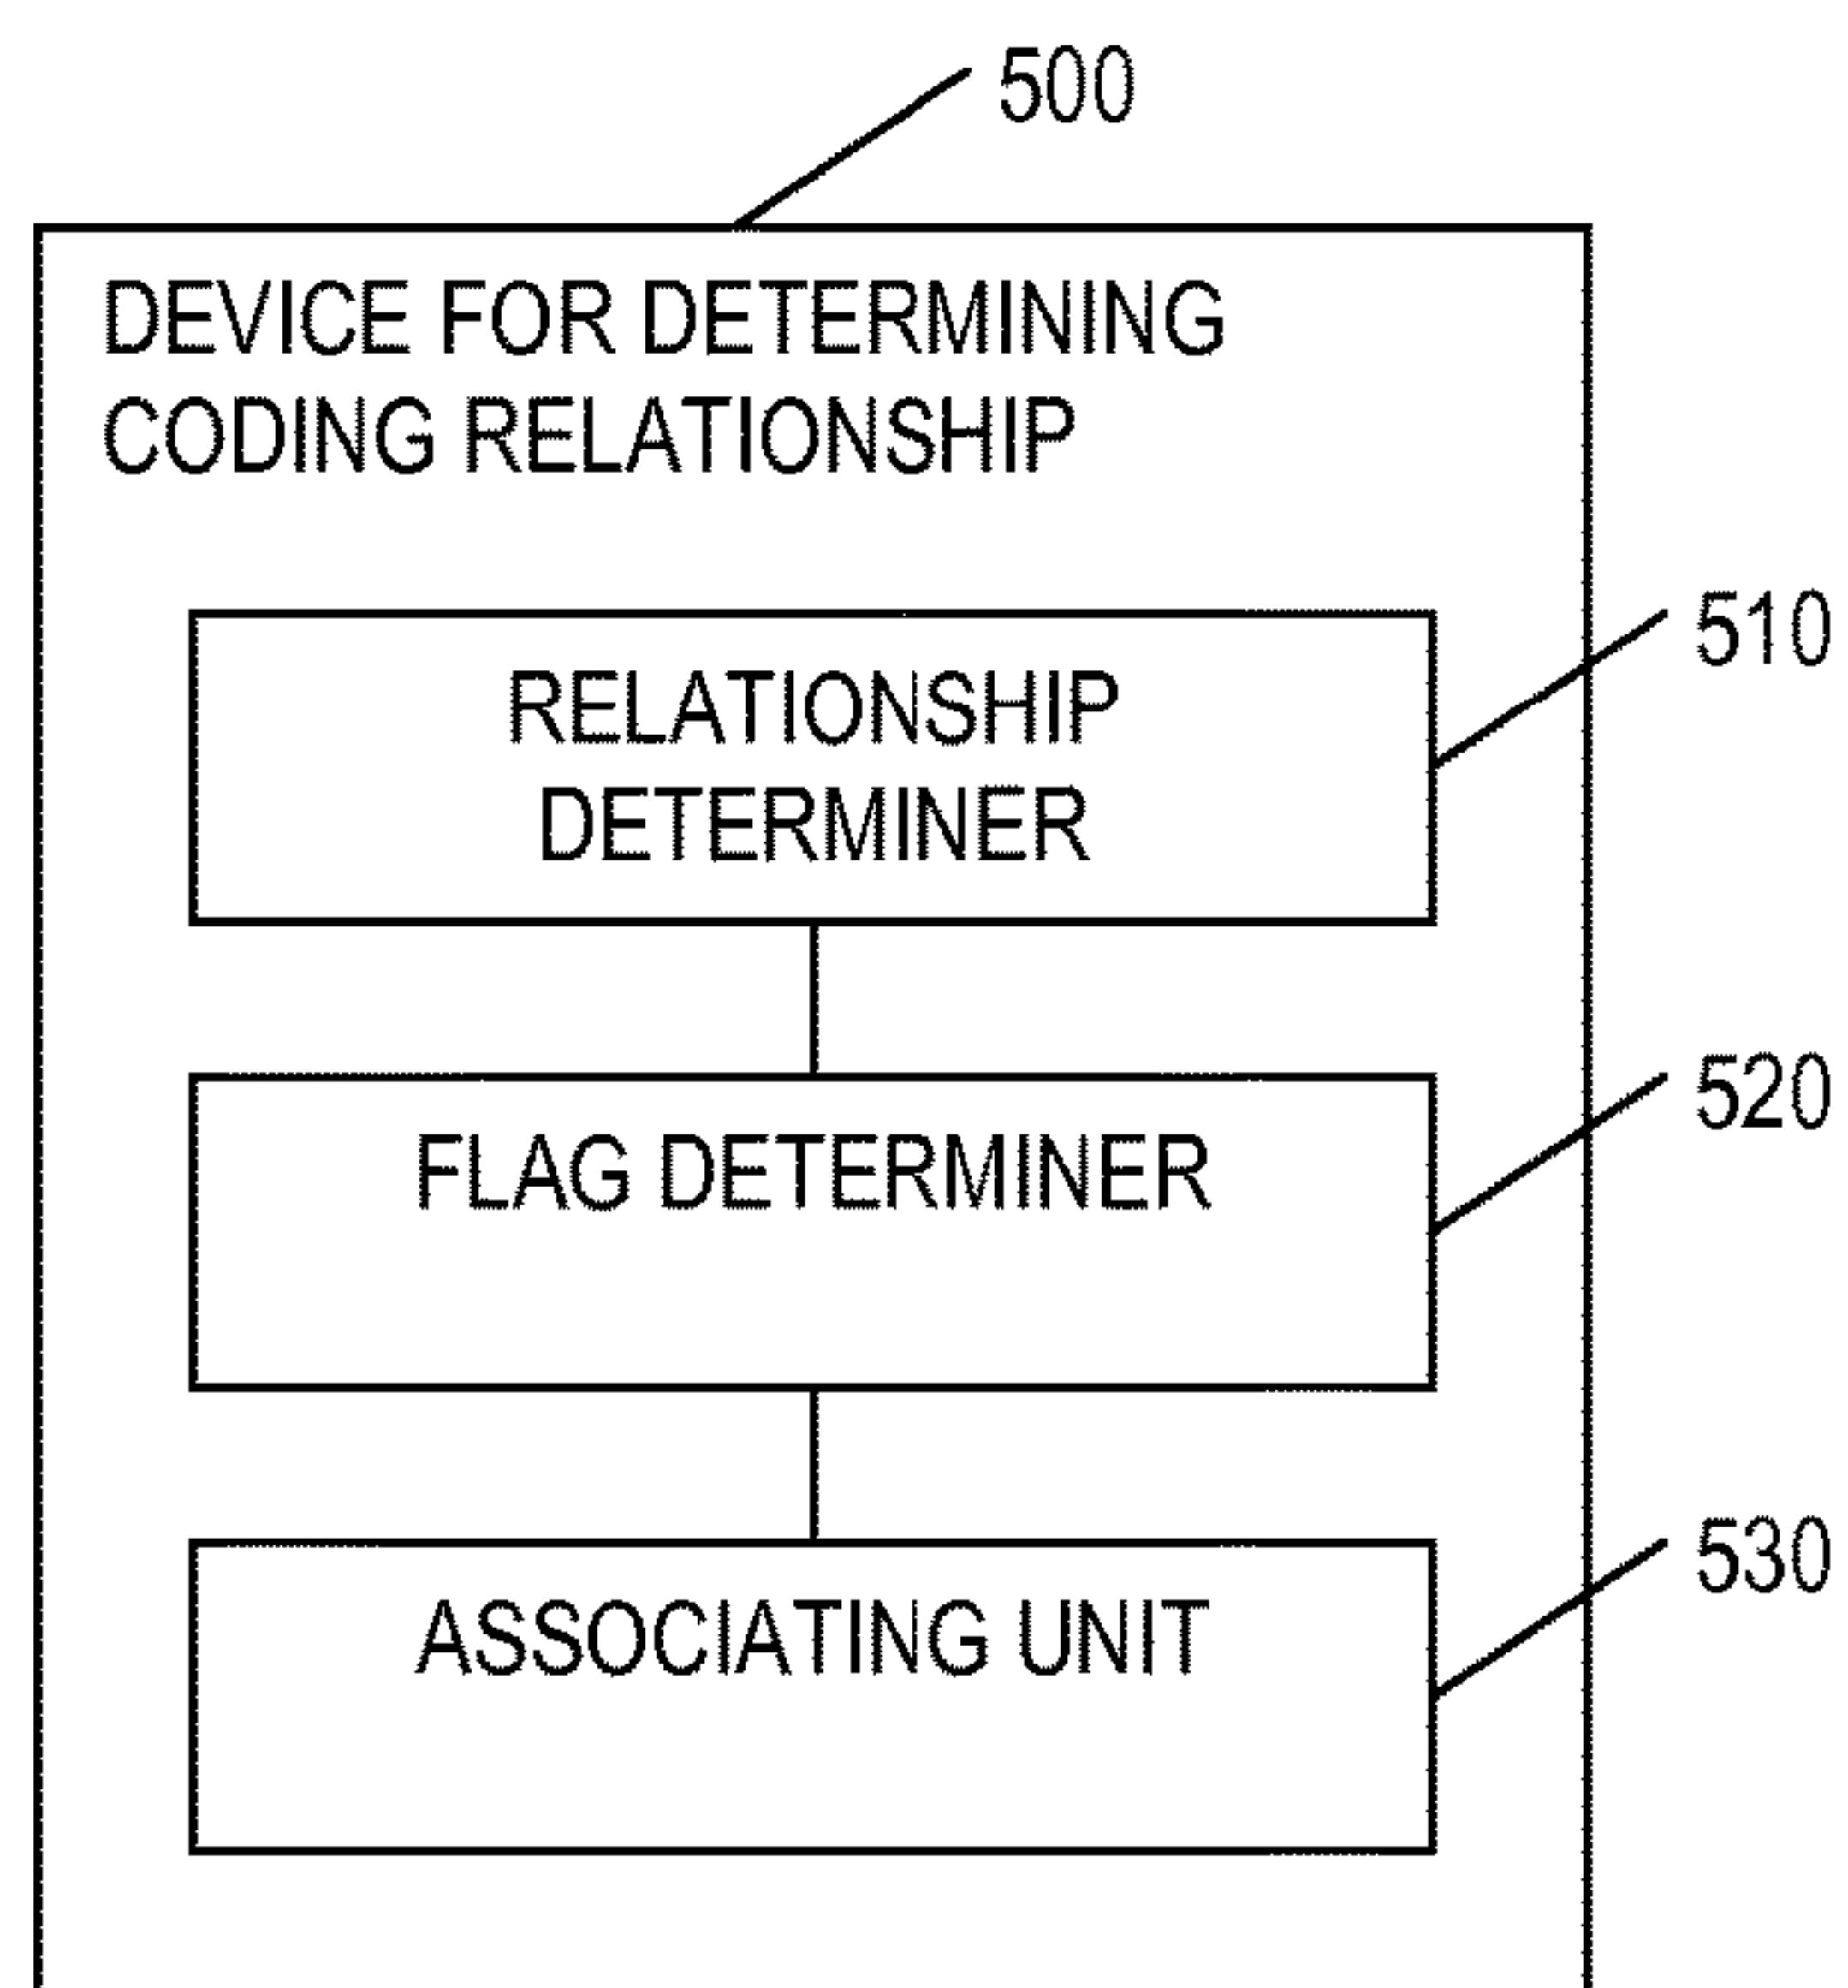 500
DEVICE FOR DETERMINING
CODING RELATIONSHIP
510
RELATIONSHIP
DETERMINER
520
FLAG DETERMINER
530
ASSOCIATING UNIT